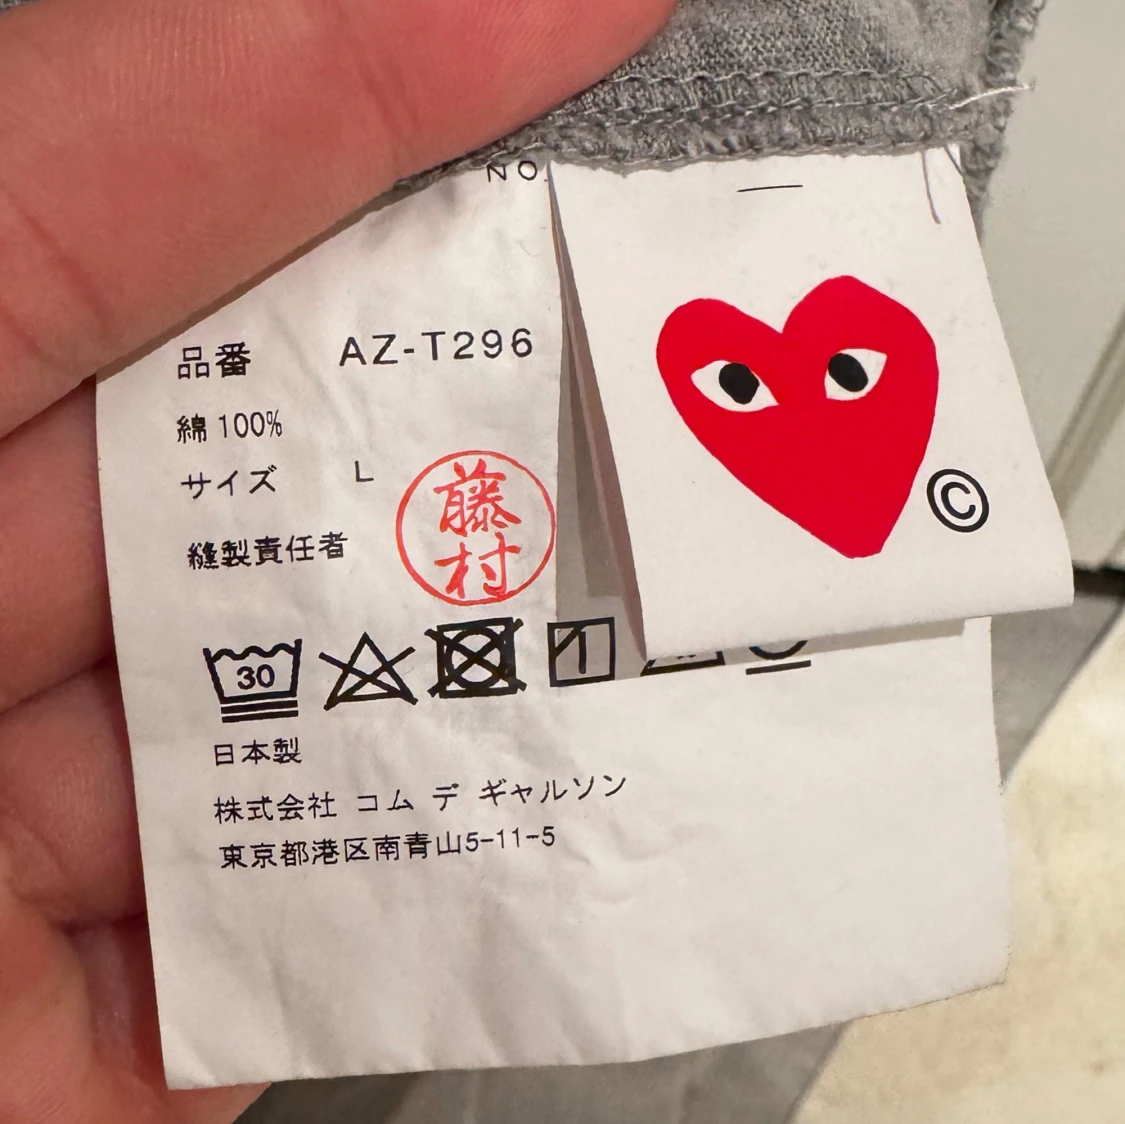 NO.
品番 AZ-T296
綿 100%
サイズ L
縫製責任者 藤村
30
日本製
株式会社 コム デ ギャルソン
東京都港区南青山5-11-5
©